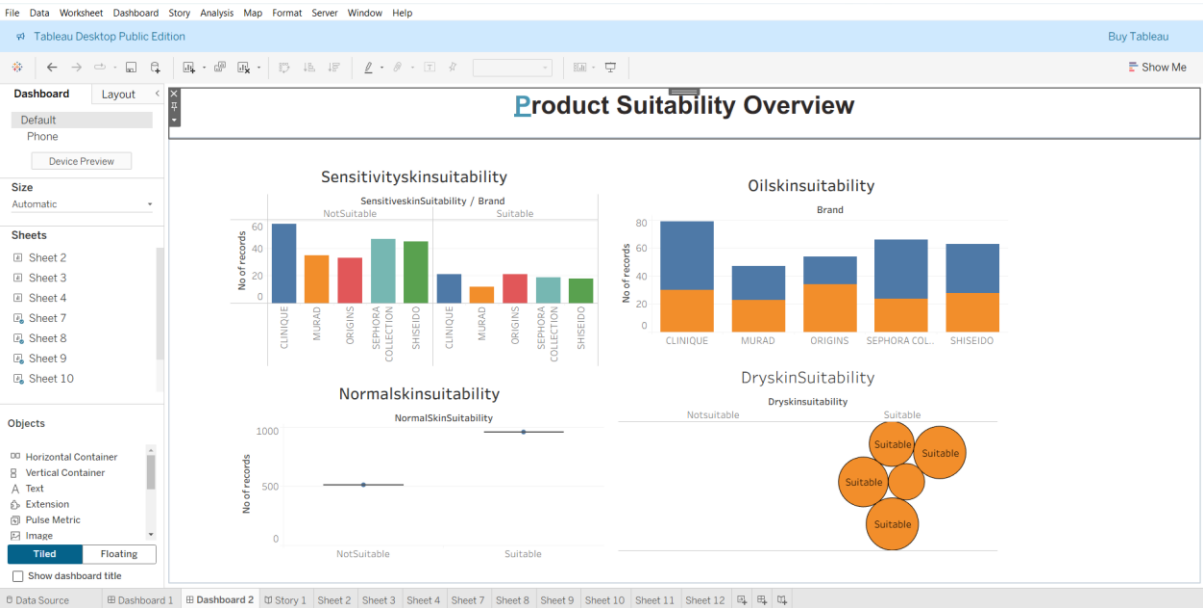 File Data Worksheet Dashboard Story Analysis Map Format Server Window Help
Tableau Desktop Public Edition
Buy Tableau
Show Me
Dashboard Layout
Default
Phone
Device Preview
Size
Automatic
Sheets
Sheet 2
Sheet 3
Sheet 4
Sheet 7
Sheet 8
Sheet 9
Sheet 10
Objects
Horizontal Container
Vertical Container
Text
Extension
Pulse Metric
Image
Tiled Floating
Show dashboard title
Product Suitability Overview
Sensitivityskinsuitability
SensitiveskinSuitability / Brand
NotSuitable Suitable
No of records
60
40
20
0
CLINIQUE
MURAD
ORIGINS
SEPHORA
COLLECTION
SHISEIDO
CLINIQUE
MURAD
ORIGINS
SEPHORA
COLLECTION
SHISEIDO
Oilskinsuitability
Brand
No of records
80
60
40
20
0
CLINIQUE MURAD ORIGINS SEPHORA COL.. SHISEIDO
Normalskinsuitability
NormalSkinSuitability
No of records
1000
500
0
NotSuitable Suitable
DryskinSuitability
Dryskinsuitability
Notsuitable Suitable
Suitable
Suitable
Suitable
Suitable
Data Source Dashboard 1 Dashboard 2 Story 1 Sheet 2 Sheet 3 Sheet 4 Sheet 7 Sheet 8 Sheet 9 Sheet 10 Sheet 11 Sheet 12